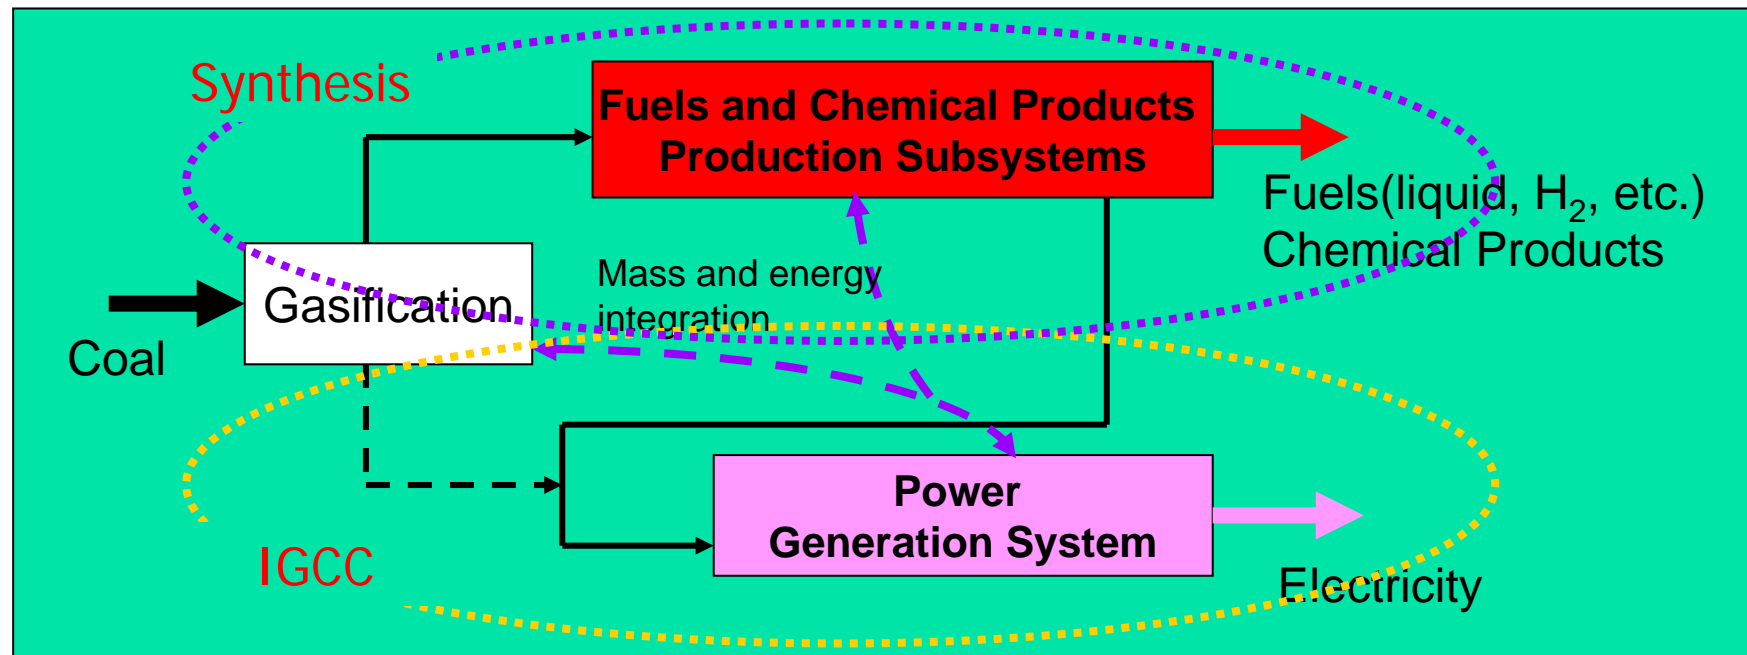 Synthesis
Fuels and Chemical Products
Production Subsystems
Fuels(liquid, H₂, etc.)
Chemical Products
Mass and energy
integration
Gasification
Coal
Power
Generation System
IGCC
Electricity